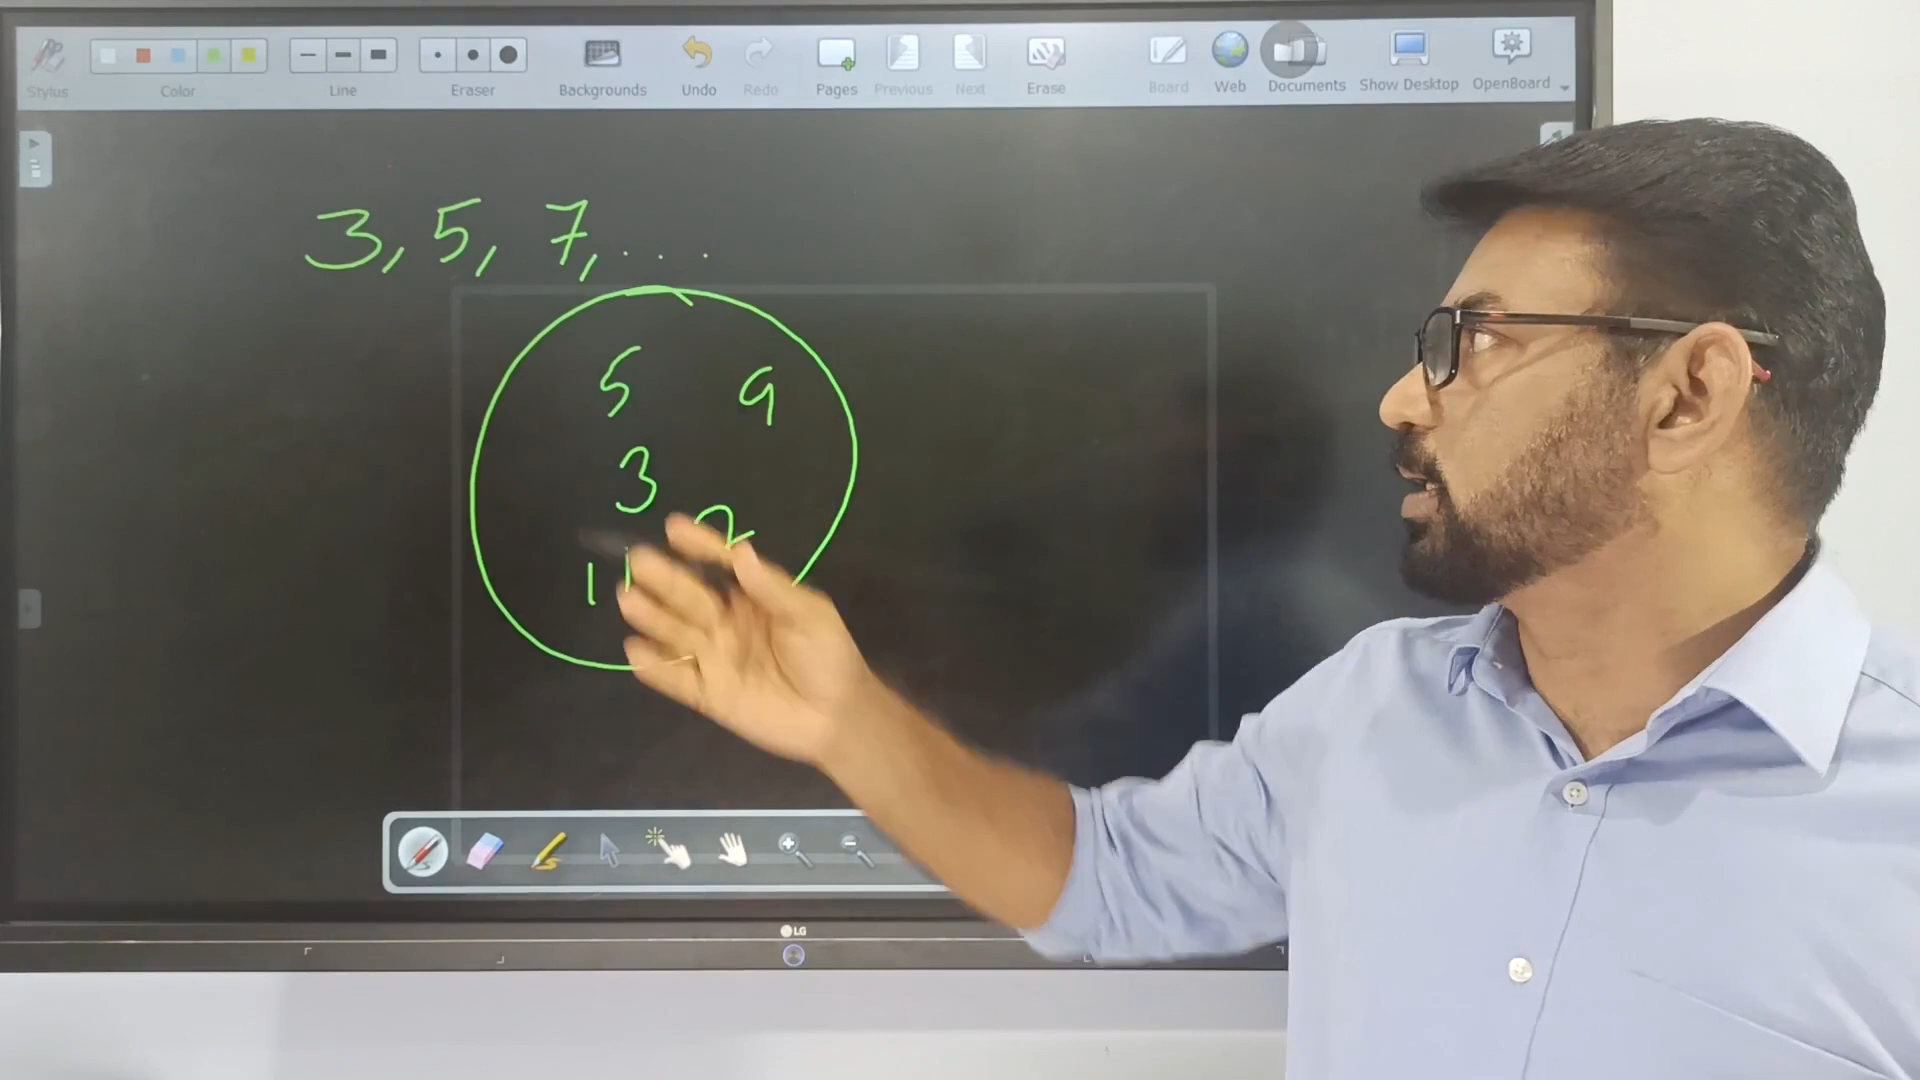 Stylus Color Line Eraser Backgrounds Undo Redo Pages Previous Next Erase Board Web Documents Show Desktop OpenBoard
3, 5, 7, ....
5 9
3
2
11
LG